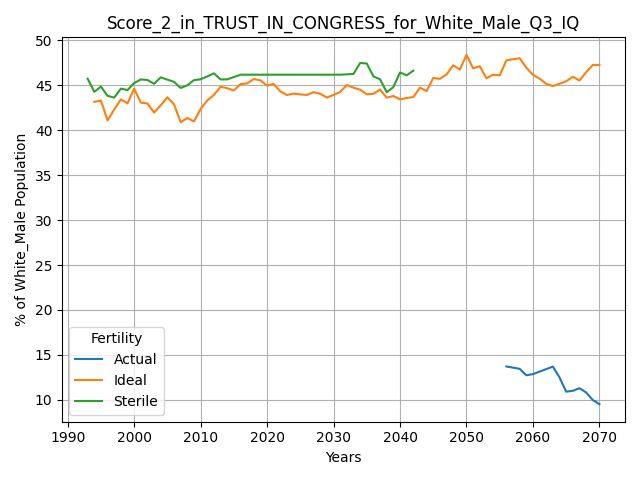 Score_2_in_TRUST_IN_CONGRESS_for_White_Male_Q3_IQ
% of White_Male Population
50
45
40
35
30
25
20
15
10
Fertility
Actual
Ideal
Sterile
1990 2000 2010 2020 2030 2040 2050 2060 2070
Years